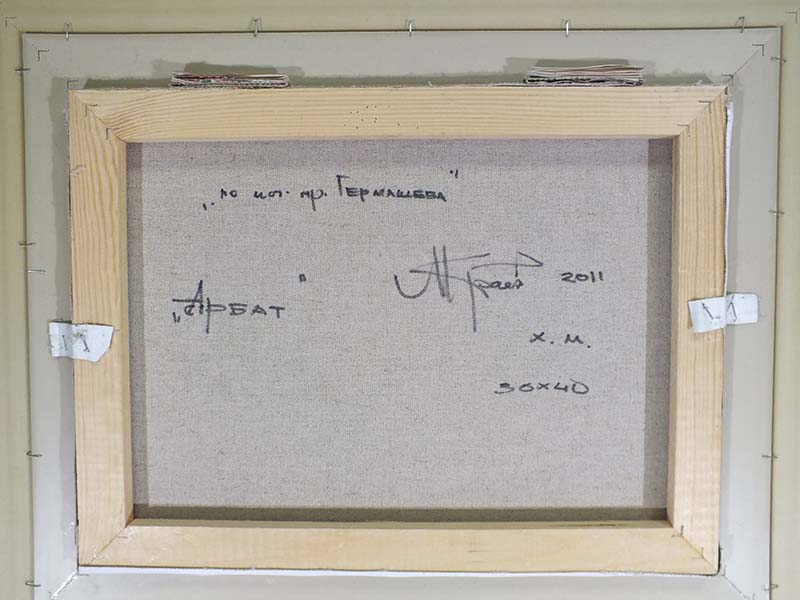 „по мот. пр. Гермашева"
„Арбат"
2011
х. м.
30х40